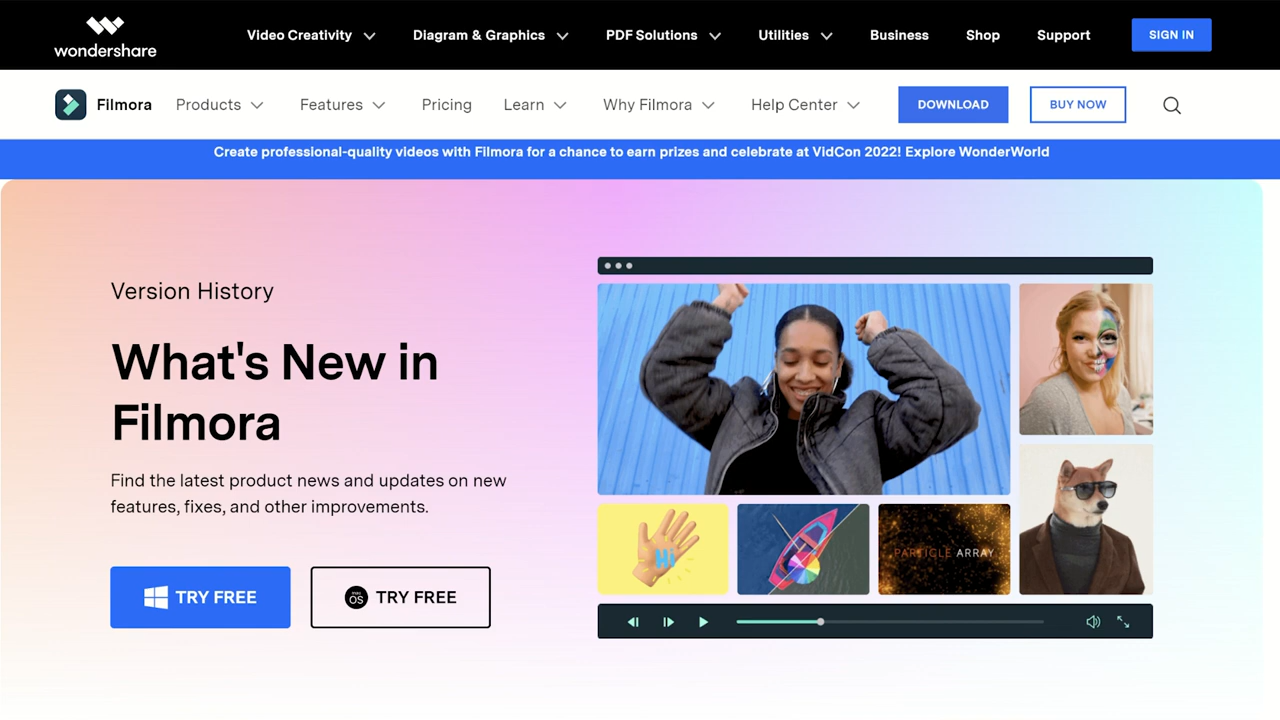 wondershare
Video Creativity
Diagram & Graphics
PDF Solutions
Utilities
Business
Shop
Support
SIGN IN
Filmora
Products
Features
Pricing
Learn
Why Filmora
Help Center
DOWNLOAD
BUY NOW
Create professional-quality videos with Filmora for a chance to earn prizes and celebrate at VidCon 2022! Explore WonderWorld
Version History
What's New in
Filmora
Find the latest product news and updates on new
features, fixes, and other improvements.
TRY FREE
macOS
TRY FREE
Hi
PARTICLE ARRAY